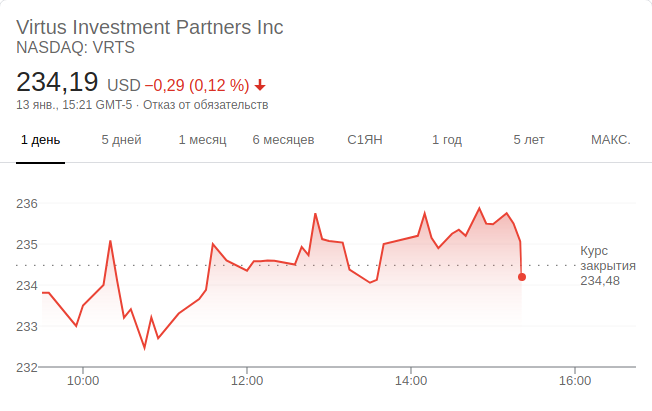 Virtus Investment Partners Inc
NASDAQ: VRTS
234,19 USD −0,29 (0,12 %)
13 янв., 15:21 GMT-5 · Отказ от обязательств
1 день 5 дней 1 месяц 6 месяцев С1ЯН 1 год 5 лет МАКС.
236
235
234
233
232
Курс
закрытия
234,48
10:00 12:00 14:00 16:00